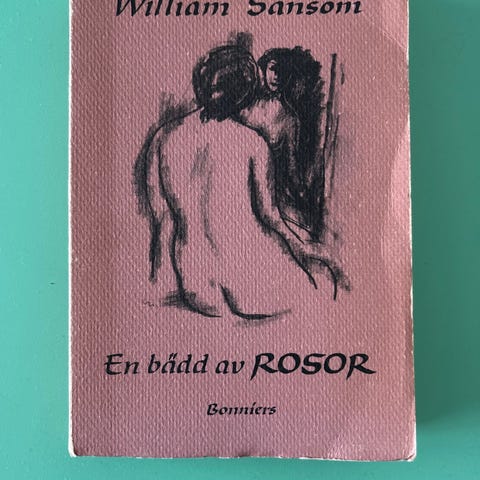 William Sansom
En bädd av ROSOR
Bonniers